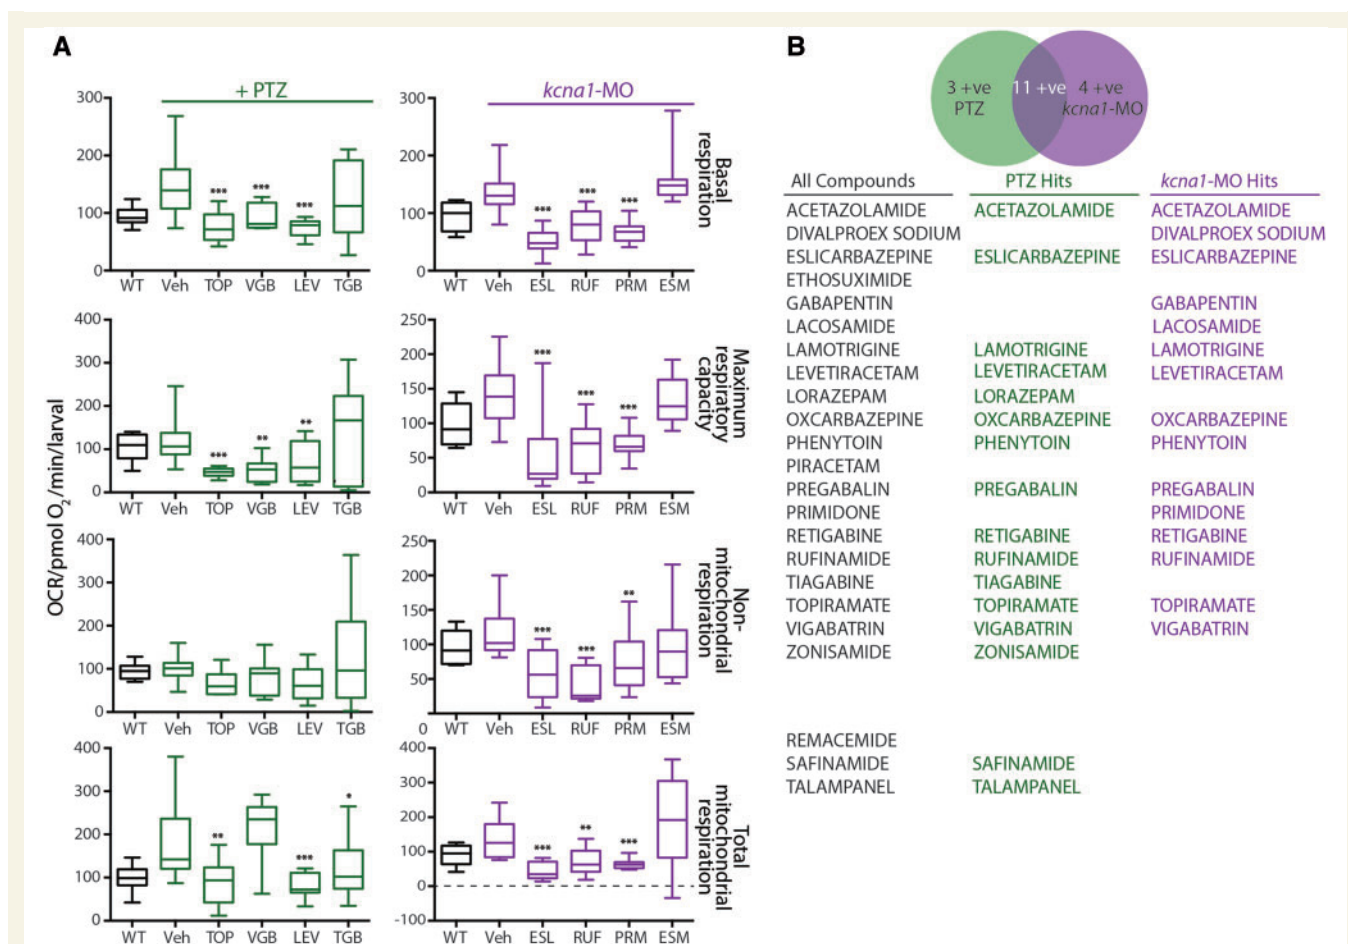 A
+ PTZ
kcna1-MO
OCR/pmol O₂/min/larval
300
200
100
0
***
***
***
WT Veh TOP VGB LEV TGB
300
200
100
0
***
***
***
WT Veh ESL RUF PRM ESM
Basal
respiration
400
300
200
100
0
***
**
**
WT Veh TOP VGB LEV TGB
250
200
150
100
50
0
***
***
***
WT Veh ESL RUF PRM ESM
Maximum
respiratory
capacity
400
300
200
100
0
WT Veh TOP VGB LEV TGB
250
200
150
100
50
0
***
***
**
WT Veh ESL RUF PRM ESM
Non-
mitochondrial
respiration
400
300
200
100
0
**
***
*
WT Veh TOP VGB LEV TGB
400
300
200
100
0
-100
***
**
***
WT Veh ESL RUF PRM ESM
Total
mitochondrial
respiration
B
3 +ve
PTZ
11 +ve
4 +ve
kcna1-MO
All Compounds PTZ Hits kcna1-MO Hits
ACETAZOLAMIDE ACETAZOLAMIDE ACETAZOLAMIDE
DIVALPROEX SODIUM DIVALPROEX SODIUM
ESLICARBAZEPINE ESLICARBAZEPINE ESLICARBAZEPINE
ETHOSUXIMIDE
GABAPENTIN GABAPENTIN
LACOSAMIDE LACOSAMIDE
LAMOTRIGINE LAMOTRIGINE LAMOTRIGINE
LEVETIRACETAM LEVETIRACETAM LEVETIRACETAM
LORAZEPAM LORAZEPAM
OXCARBAZEPINE OXCARBAZEPINE OXCARBAZEPINE
PHENYTOIN PHENYTOIN PHENYTOIN
PIRACETAM
PREGABALIN PREGABALIN PREGABALIN
PRIMIDONE PRIMIDONE
RETIGABINE RETIGABINE RETIGABINE
RUFINAMIDE RUFINAMIDE RUFINAMIDE
TIAGABINE TIAGABINE
TOPIRAMATE TOPIRAMATE TOPIRAMATE
VIGABATRIN VIGABATRIN VIGABATRIN
ZONISAMIDE ZONISAMIDE
REMACEMIDE
SAFINAMIDE SAFINAMIDE
TALAMPANEL TALAMPANEL